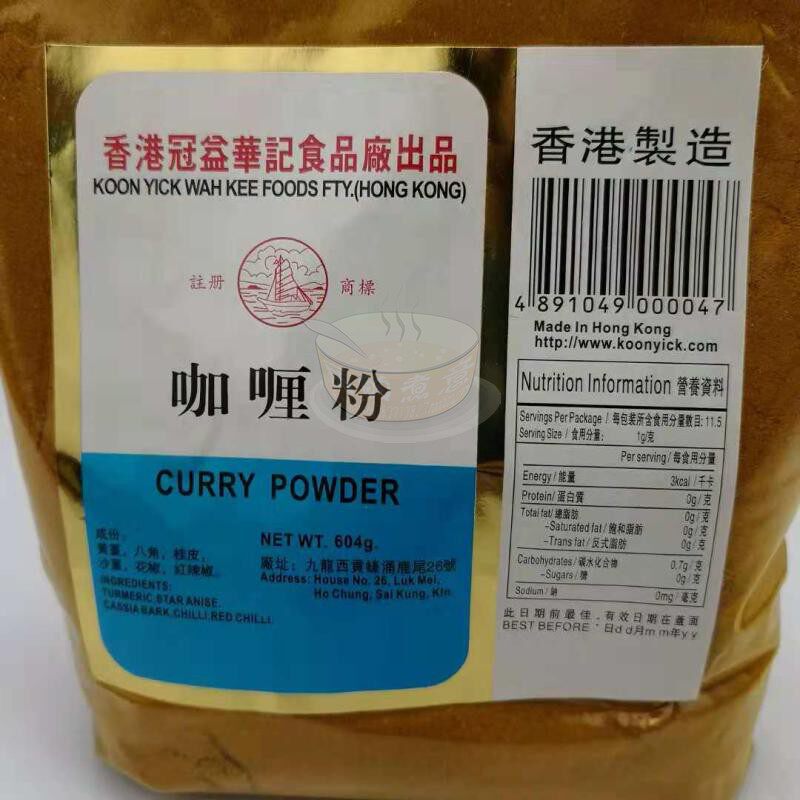 香港冠益華記食品廠出品
KOON YICK WAH KEE FOODS FTY.(HONG KONG)
註册 商標
咖喱粉
CURRY POWDER
成份:
黃薑, 八角, 桂皮,
沙薑, 花椒, 紅辣椒.
INGREDIENTS:
TURMERIC, STAR ANISE,
CASSIA BARK, CHILLI, RED CHILLI.
NET WT. 604g.
廠址: 九龍西貢蠔涌鹿尾26號
Address: House No. 26, Luk Mei,
Ho Chung, Sai Kung, Kln.
香港製造
4 891049 000047
Made In Hong Kong
http://www.koonyick.com
Nutrition Information 營養資料
Servings Per Package / 每包裝所含食用分量數目: 11.5
Serving Size / 食用分量: 1g/克
Per serving / 每食用分量
Energy / 能量 3kcal / 千卡
Protein / 蛋白質 0g / 克
Total fat / 總脂肪 0g / 克
-Saturated fat / 飽和脂肪 0g / 克
-Trans fat / 反式脂肪 0g / 克
Carbohydrates / 碳水化合物 0.7g / 克
-Sugars / 糖 0g / 克
Sodium / 鈉 0mg / 毫克
此日期前最佳, 有效日期在蓋面
BEST BEFORE * 日d d月m m年y y